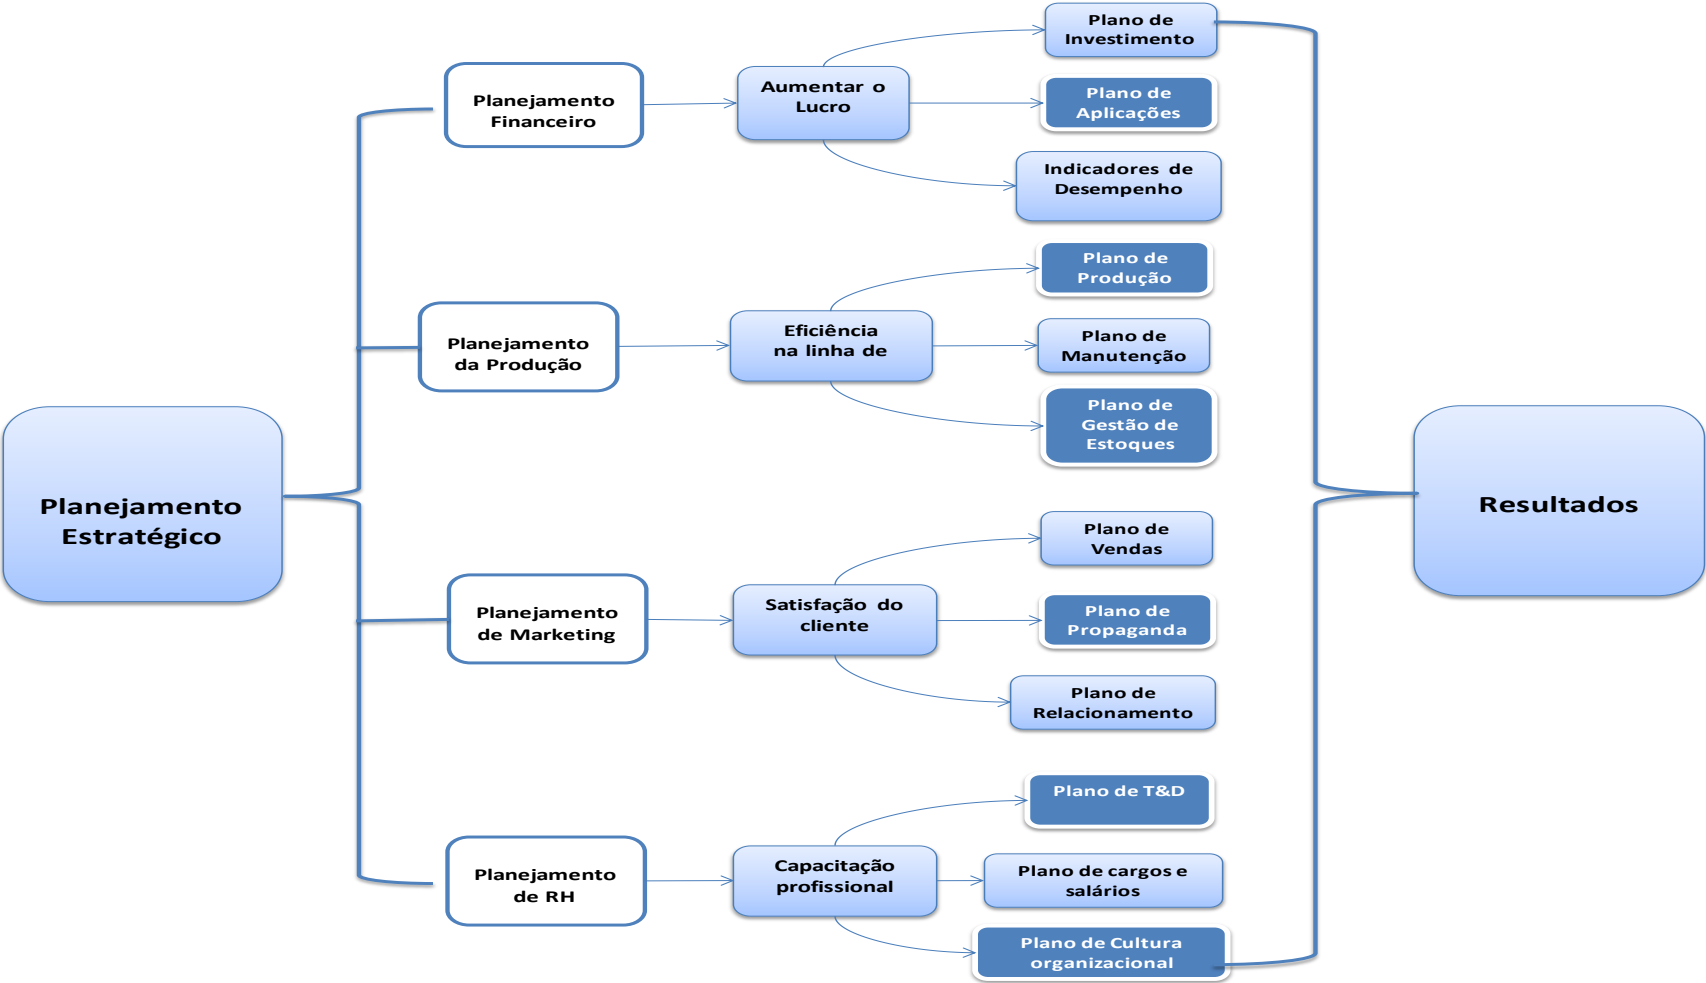 Planejamento
Estratégico
Planejamento
Financeiro
Aumentar o
Lucro
Plano de
Investimento
Plano de
Aplicações
Indicadores de
Desempenho
Planejamento
da Produção
Eficiência
na linha de
Plano de
Produção
Plano de
Manutenção
Plano de
Gestão de
Estoques
Planejamento
de Marketing
Satisfação do
cliente
Plano de
Vendas
Plano de
Propaganda
Plano de
Relacionamento
Planejamento
de RH
Capacitação
profissional
Plano de T&D
Plano de cargos e
salários
Plano de Cultura
organizacional
Resultados